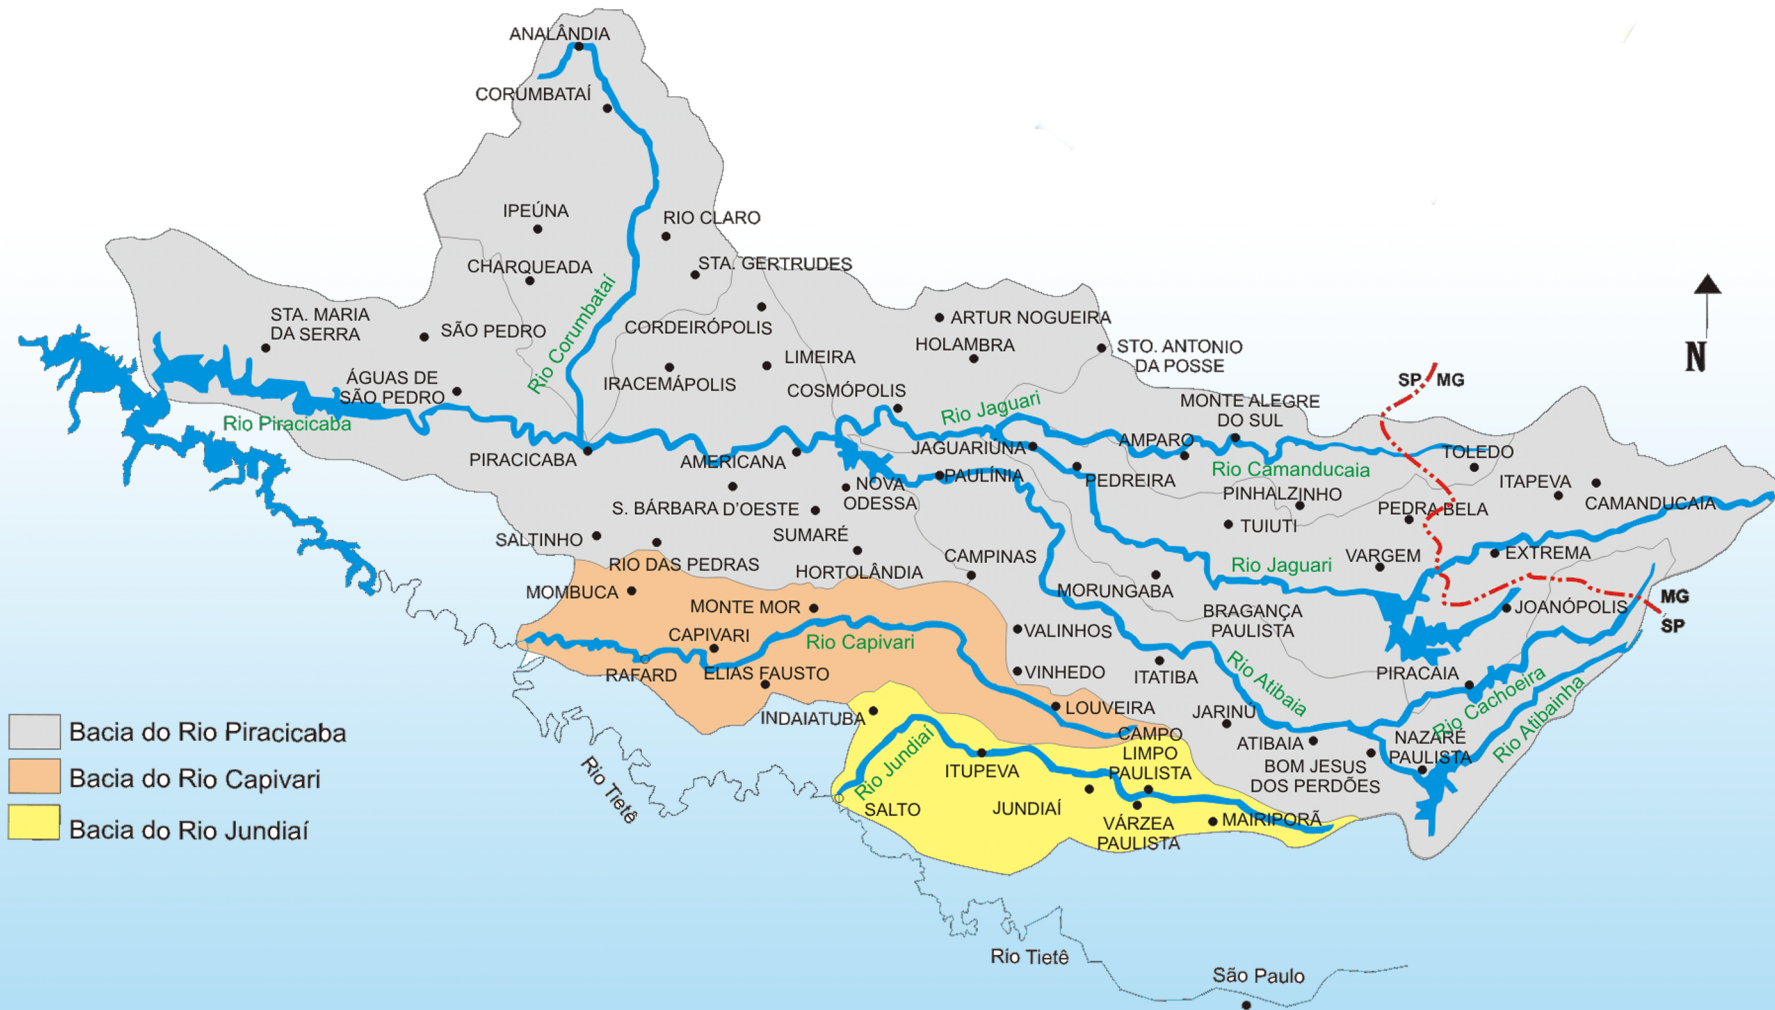 ANALÂNDIA
CORUMBATAÍ
IPEÚNA
RIO CLARO
CHARQUEADA
STA. GERTRUDES
STA. MARIA
DA SERRA
SÃO PEDRO
Rio Corumbataí
CORDEIRÓPOLIS
ARTUR NOGUEIRA
HOLAMBRA
STO. ANTONIO
DA POSSE
N
LIMEIRA
ÁGUAS DE
SÃO PEDRO
IRACEMÁPOLIS
COSMÓPOLIS
SP
MG
Rio Piracicaba
Rio Jaguari
MONTE ALEGRE
DO SUL
PIRACICABA
AMERICANA
JAGUARIÚNA
AMPARO
TOLEDO
Rio Camanducaia
PAULÍNIA
PEDREIRA
NOVA
ODESSA
PINHALZINHO
ITAPEVA
CAMANDUCAIA
S. BÁRBARA D'OESTE
TUIUTI
PEDRA BELA
SALTINHO
SUMARÉ
RIO DAS PEDRAS
HORTOLÂNDIA
CAMPINAS
VARGEM
EXTREMA
Rio Jaguari
MOMBUCA
MONTE MOR
MORUNGABA
MG
SP
BRAGANÇA
PAULISTA
JOANÓPOLIS
CAPIVARI
Rio Capivari
VALINHOS
RAFARD
ELIAS FAUSTO
VINHEDO
ITATIBA
Rio Atibaia
PIRACAIA
INDAIATUBA
LOUVEIRA
JARINÚ
Rio Cachoeira
Rio Atibainha
CAMPO
LIMPO
PAULISTA
ATIBAIA
NAZARÉ
PAULISTA
BOM JESUS
DOS PERDÕES
Rio Jundiaí
ITUPEVA
SALTO
JUNDIAÍ
VÁRZEA
PAULISTA
MAIRIPORÃ
Rio Tietê
Bacia do Rio Piracicaba
Bacia do Rio Capivari
Bacia do Rio Jundiaí
Rio Tietê
São Paulo